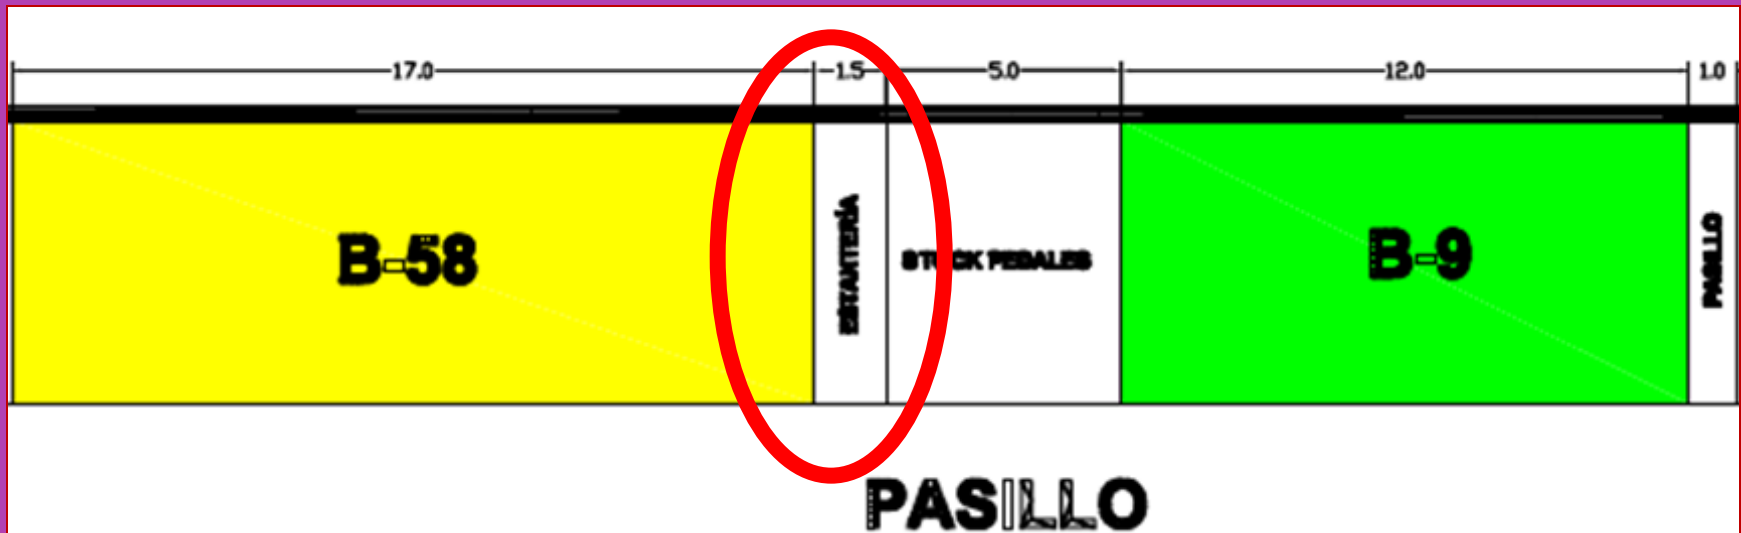 17.0 1.5 5.0 12.0 1.0
B-58
ESTANTERÍA
STOCK PEDALES
B-9
PASILLO
PASILLO